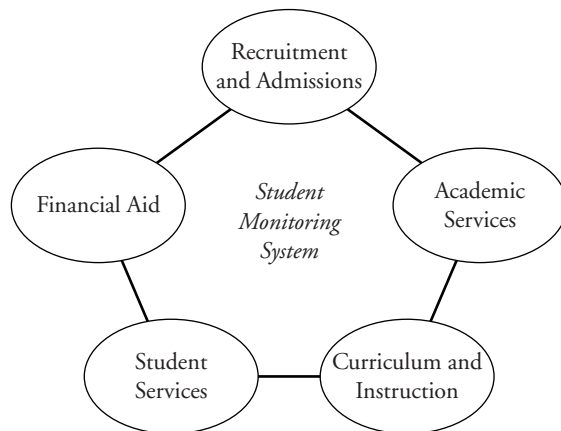 Recruitment
and Admissions
Financial Aid
Student
Monitoring
System
Academic
Services
Student
Services
Curriculum and
Instruction